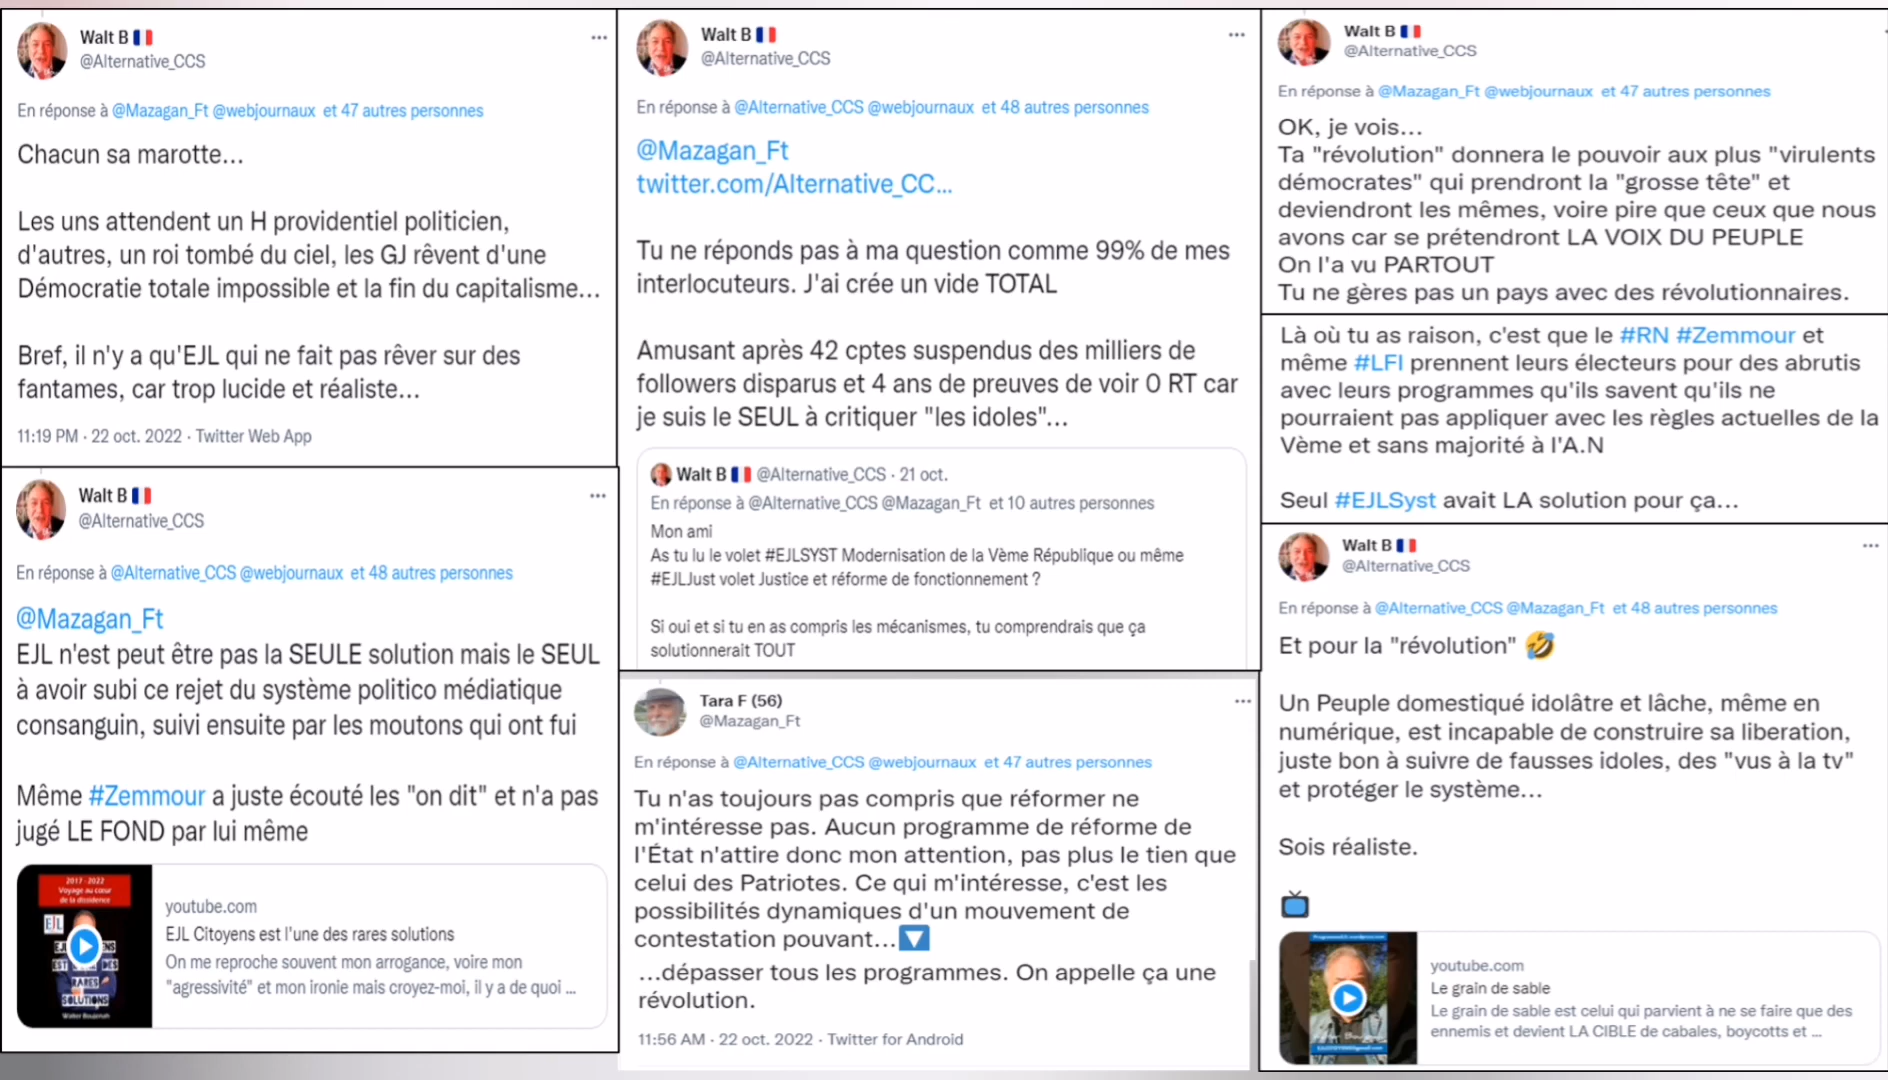 Walt B
@Alternative_CCS
En réponse à @Mazagan_Ft @webjournaux et 47 autres personnes
Chacun sa marotte...
Les uns attendent un H providentiel politicien,
d'autres, un roi tombé du ciel, les GJ rêvent d'une
Démocratie totale impossible et la fin du capitalisme...
Bref, il n'y a qu'EJL qui ne fait pas rêver sur des
fantames, car trop lucide et réaliste...
11:19 PM · 22 oct. 2022 · Twitter Web App
Walt B
@Alternative_CCS
En réponse à @Alternative_CCS @webjournaux et 48 autres personnes
@Mazagan_Ft
EJL n'est peut être pas la SEULE solution mais le SEUL
à avoir subi ce rejet du système politico médiatique
consanguin, suivi ensuite par les moutons qui ont fui
Même #Zemmour a juste écouté les "on dit" et n'a pas
jugé LE FOND par lui même
2017 - 2022
Voyage au cœur
de la dissidence
EJL
RARES
SOLUTIONS
youtube.com
EJL Citoyens est l'une des rares solutions
On me reproche souvent mon arrogance, voire mon
"agressivité" et mon ironie mais croyez-moi, il y a de quoi ...
Walt B
@Alternative_CCS
En réponse à @Alternative_CCS @webjournaux et 48 autres personnes
@Mazagan_Ft
twitter.com/Alternative_CC...
Tu ne réponds pas à ma question comme 99% de mes
interlocuteurs. J'ai crée un vide TOTAL
Amusant après 42 cptes suspendus des milliers de
followers disparus et 4 ans de preuves de voir 0 RT car
je suis le SEUL à critiquer "les idoles"...
Walt B @Alternative_CCS · 21 oct.
En réponse à @Alternative_CCS @Mazagan_Ft et 10 autres personnes
Mon ami
As tu lu le volet #EJLSYST Modernisation de la Vème République ou même
#EJLJust volet Justice et réforme de fonctionnement ?
Si oui et si tu en as compris les mécanismes, tu comprendrais que ça
solutionnerait TOUT
Tara F (56)
@Mazagan_Ft
En réponse à @Alternative_CCS @webjournaux et 47 autres personnes
Tu n'as toujours pas compris que réformer ne
m'intéresse pas. Aucun programme de réforme de
l'État n'attire donc mon attention, pas plus le tien que
celui des Patriotes. Ce qui m'intéresse, c'est les
possibilités dynamiques d'un mouvement de
contestation pouvant...
...dépasser tous les programmes. On appelle ça une
révolution.
11:56 AM · 22 oct. 2022 · Twitter for Android
Walt B
@Alternative_CCS
En réponse à @Mazagan_Ft @webjournaux et 47 autres personnes
OK, je vois...
Ta "révolution" donnera le pouvoir aux plus "virulents
démocrates" qui prendront la "grosse tête" et
deviendront les mêmes, voire pire que ceux que nous
avons car se prétendront LA VOIX DU PEUPLE
On l'a vu PARTOUT
Tu ne gères pas un pays avec des révolutionnaires.
Là où tu as raison, c'est que le #RN #Zemmour et
même #LFI prennent leurs électeurs pour des abrutis
avec leurs programmes qu'ils savent qu'ils ne
pourraient pas appliquer avec les règles actuelles de la
Vème et sans majorité à l'A.N
Seul #EJLSyst avait LA solution pour ça...
Walt B
@Alternative_CCS
En réponse à @Alternative_CCS @Mazagan_Ft et 48 autres personnes
Et pour la "révolution"
Un Peuple domestiqué idolâtre et lâche, même en
numérique, est incapable de construire sa liberation,
juste bon à suivre de fausses idoles, des "vus à la tv"
et protéger le système...
Sois réaliste.
youtube.com
Le grain de sable
Le grain de sable est celui qui parvient à ne se faire que des
ennemis et devient LA CIBLE de cabales, boycotts et ...